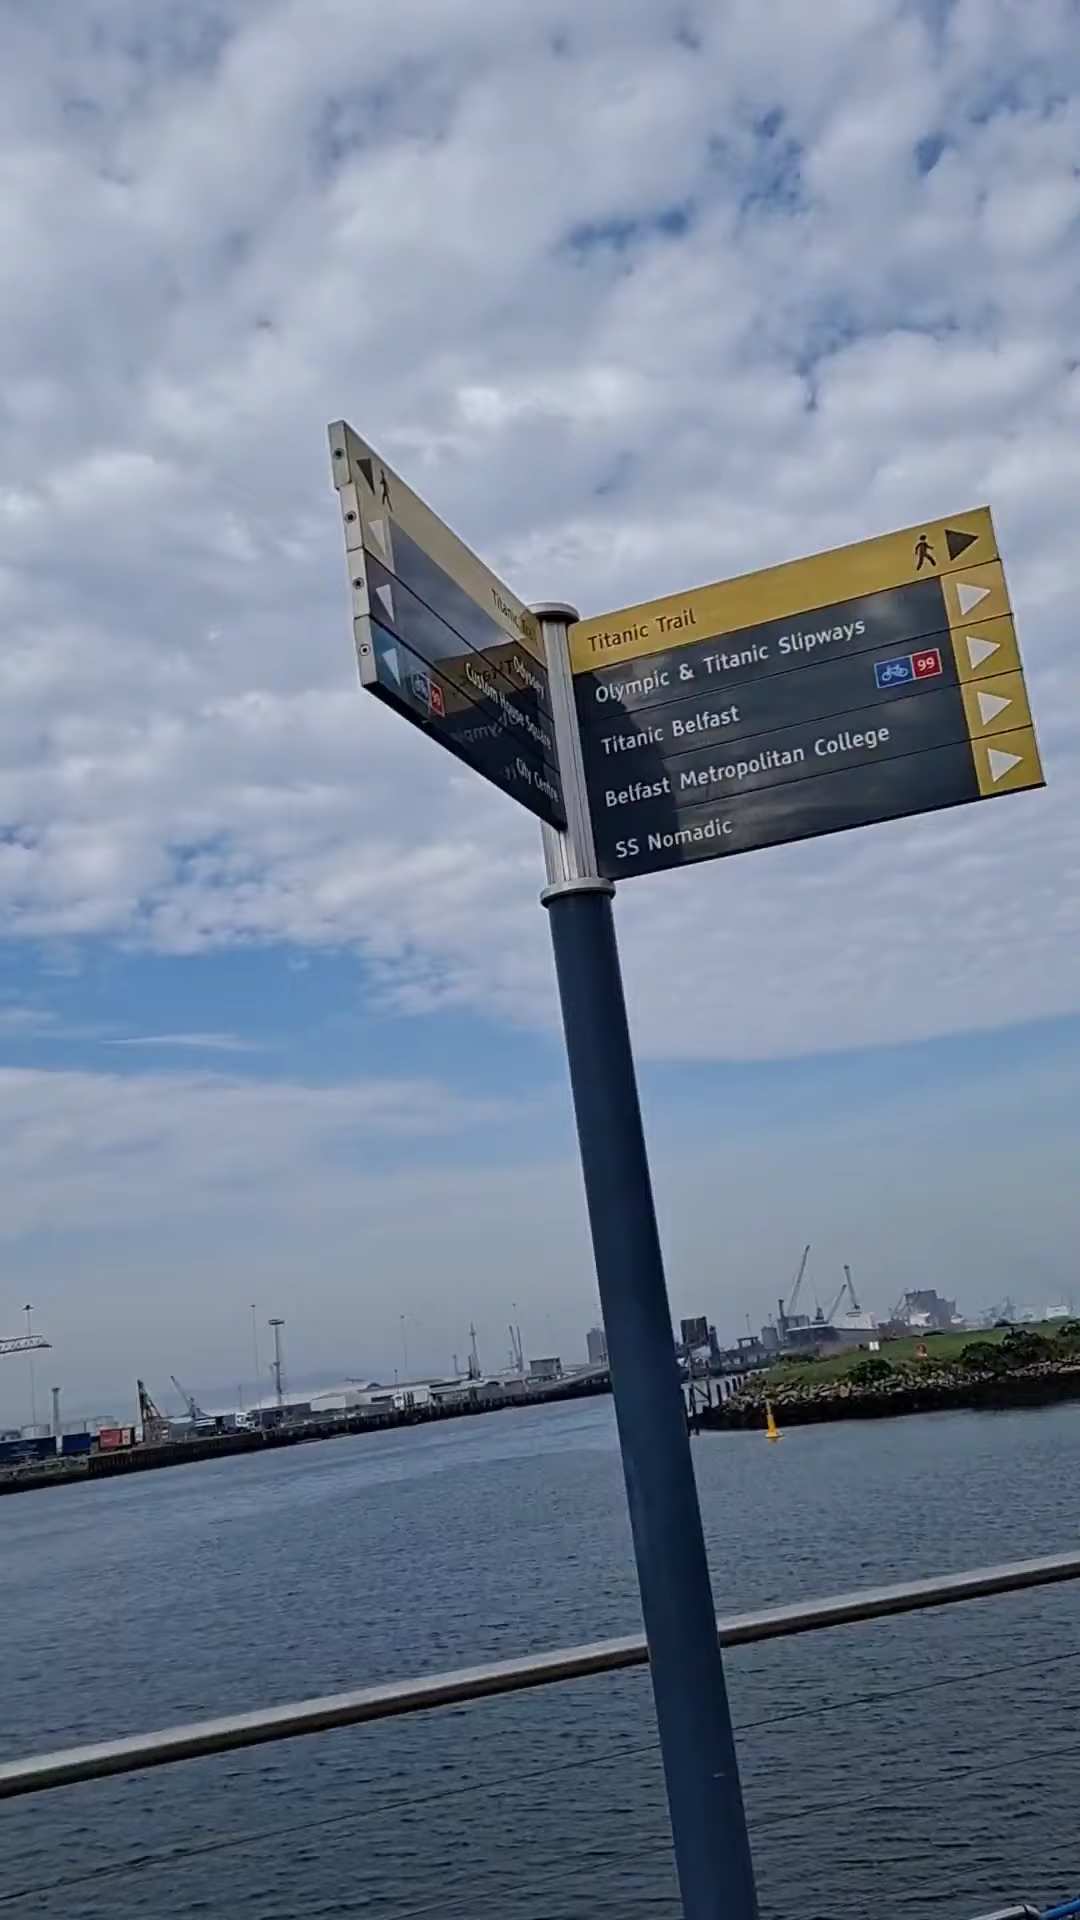 Titanic Trail
Odyssey
Custom House Square
99
City Centre
Titanic Trail
Olympic & Titanic Slipways
99
Titanic Belfast
Belfast Metropolitan College
SS Nomadic